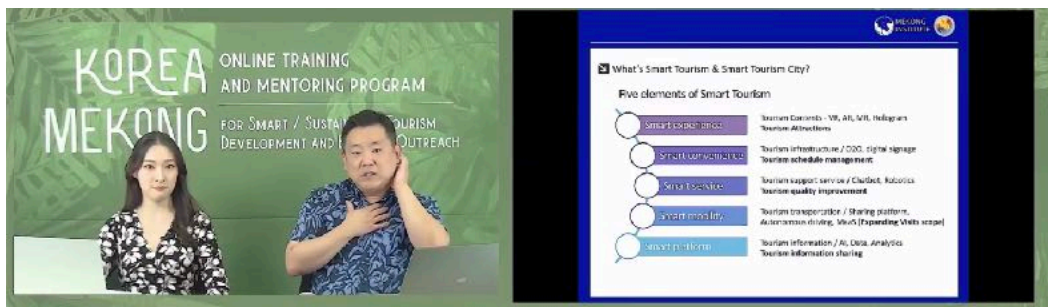 KOREA
MEKONG
ONLINE TRAINING
AND MENTORING PROGRAM
FOR SMART / SUSTA OURISM
DEVELOPMENT AND OUTREACH
MEKONG
INSTITUTE
What's Smart Tourism & Smart Tourism City?
Five elements of Smart Tourism
Smart experience
Tourism Contents - VR, AR, MR, Hologram
Tourism Attractions
Smart convenience
Tourism infrastructure / O2O, digital signage
Tourism schedule management
Smart service
Tourism support service / Chatbot, Robotics
Tourism quality improvement
Smart mobility
Tourism transportation / Sharing platform,
Autonomous driving, MaaS (Expanding Visits scope)
Smart platform
Tourism information / AI, Data, Analytics
Tourism information sharing